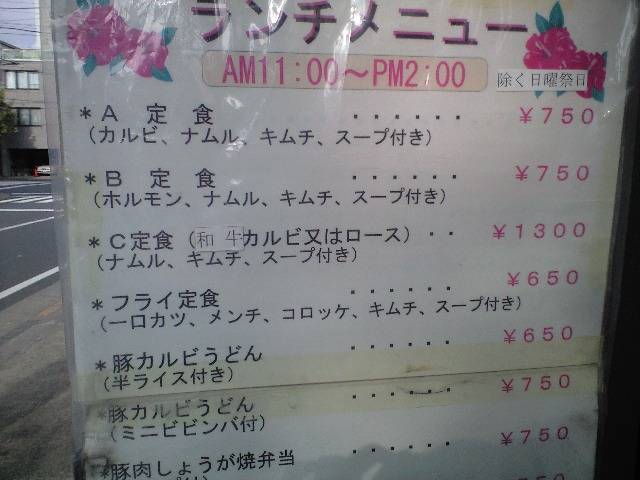 ランチメニュー
AM11:00～PM2:00 除く日曜祭日
*A 定 食 ・・・・・・ ￥750
(カルビ、ナムル、キムチ、スープ付き)
*B 定 食 ・・・・・・ ￥750
(ホルモン、ナムル、キムチ、スープ付き)
*C定食(和牛カルビ又はロース) ・・ ￥1300
(ナムル、キムチ、スープ付き)
*フライ定食 ・・・・・・ ￥650
(一口カツ、メンチ、コロッケ、キムチ、スープ付き)
*豚カルビうどん ・・・・・・ ￥650
(半ライス付き)
*豚カルビうどん ・・・・・・ ￥750
(ミニビビンバ付)
*豚肉しょうが焼弁当 ・・・・・・ ￥750